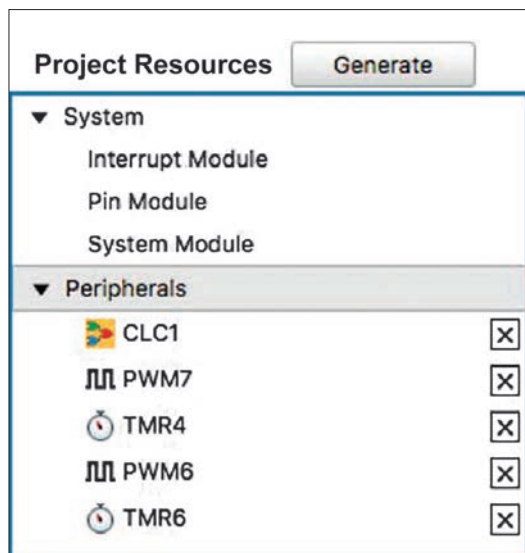 Project Resources Generate
System
Interrupt Module
Pin Module
System Module
Peripherals
CLC1
PWM7
TMR4
PWM6
TMR6